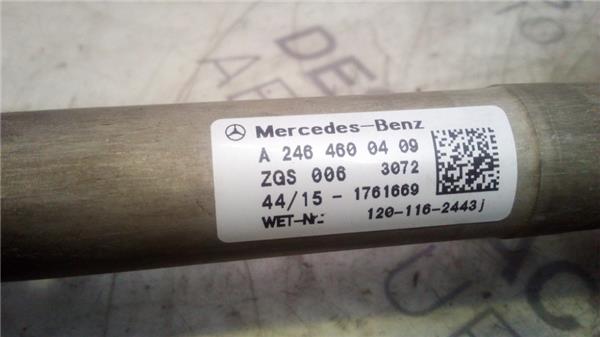 Mercedes-Benz
A 246 460 04 09
ZGS 006 3072
44/15 - 1761669
WET-Nr.: 120-116-2443j